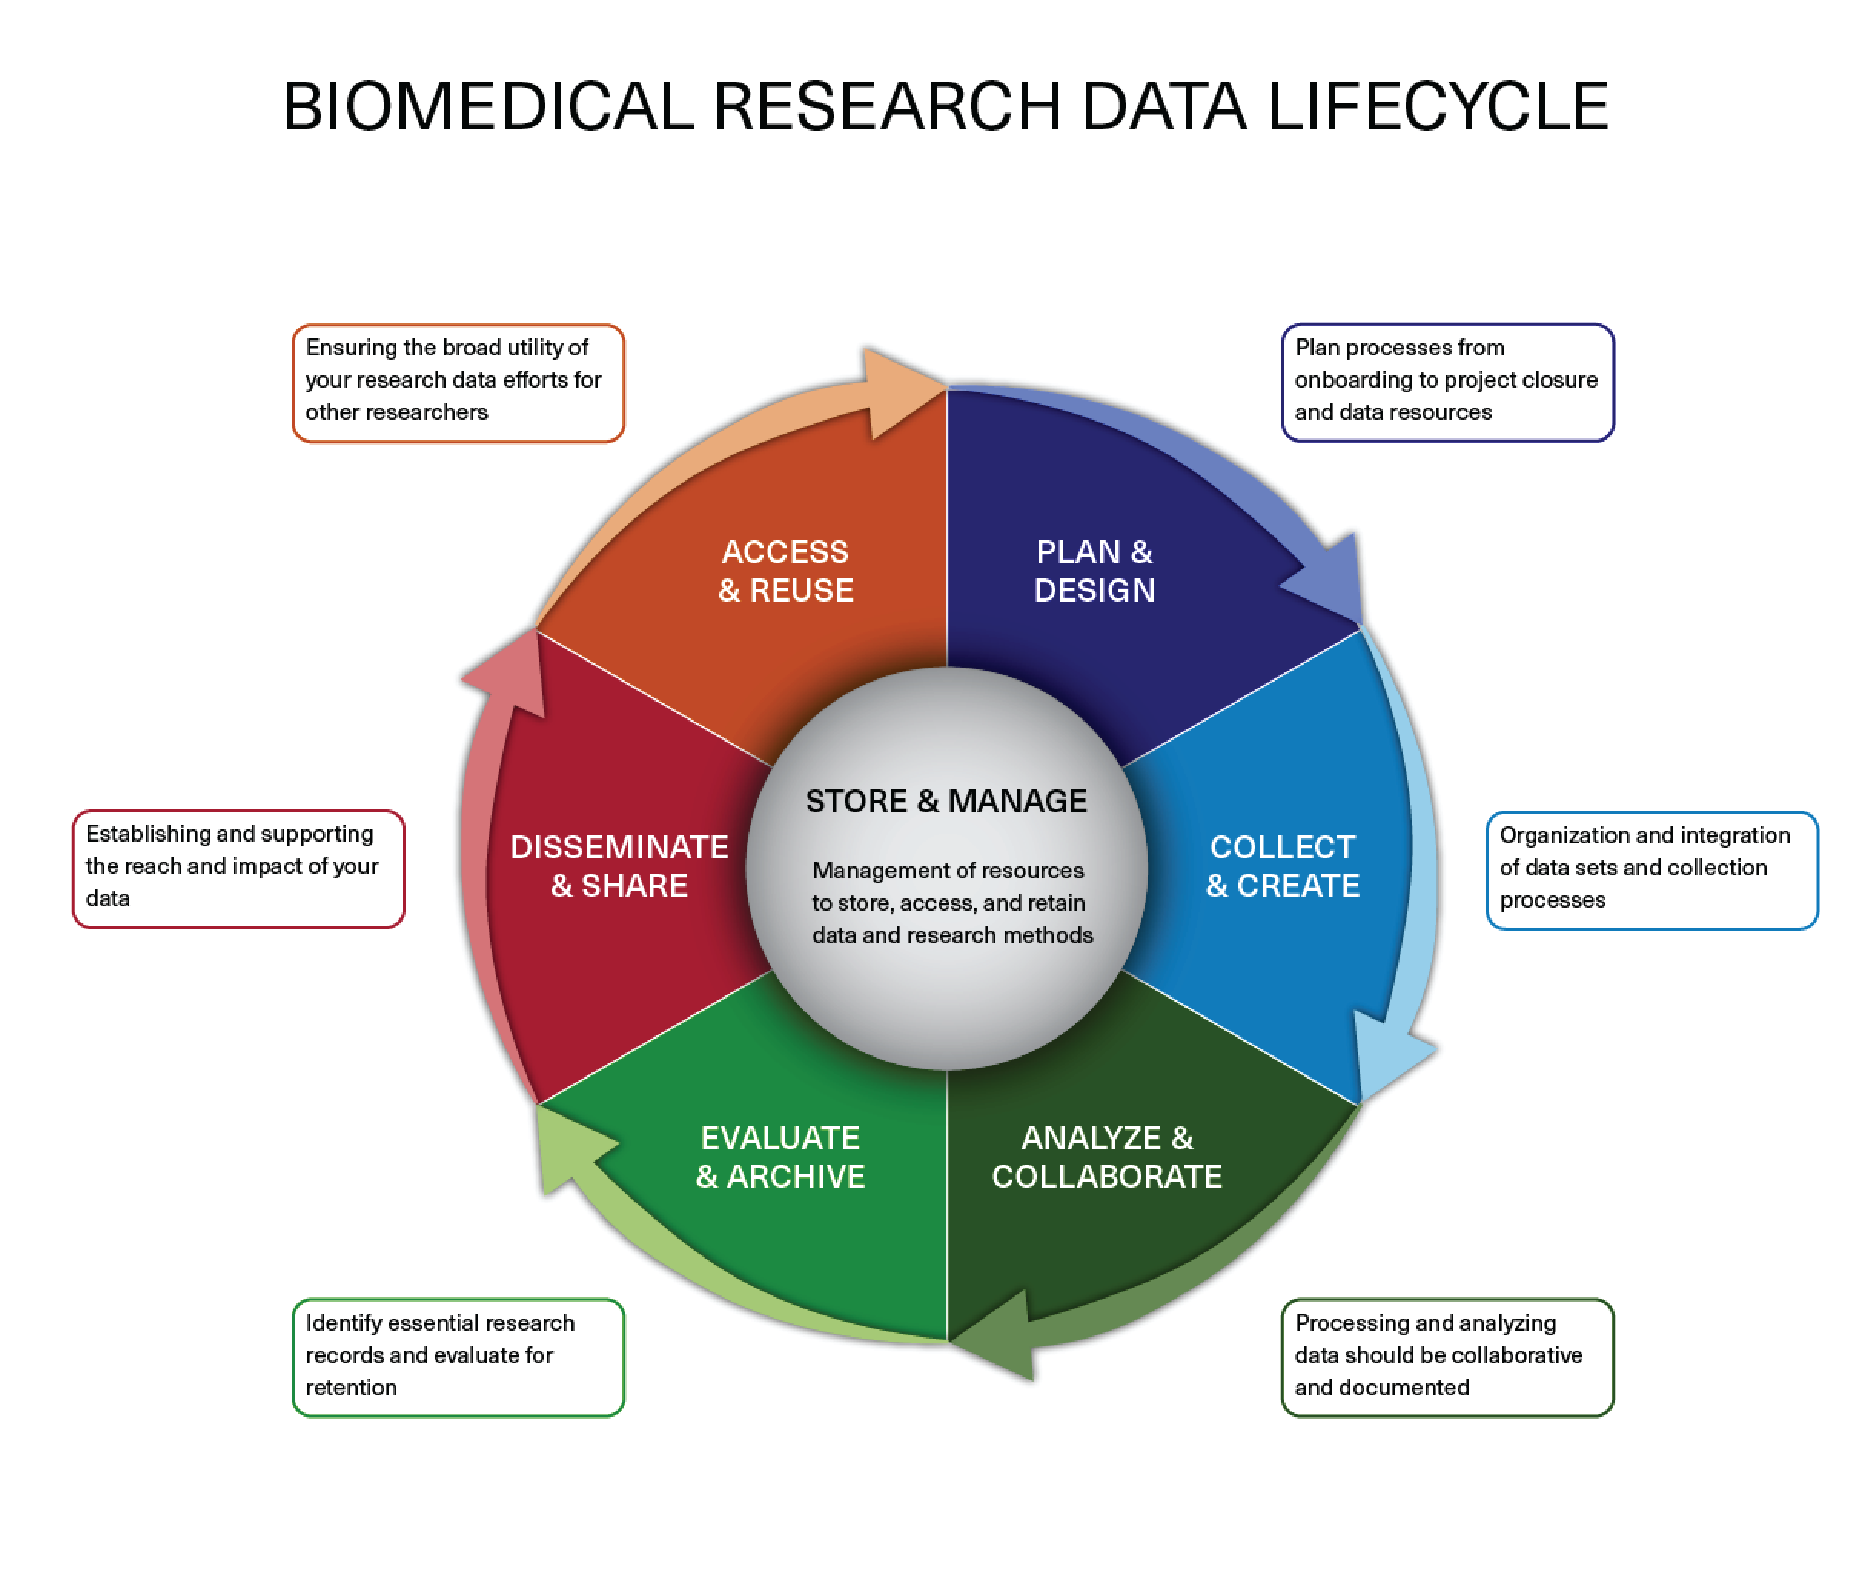 BIOMEDICAL RESEARCH DATA LIFECYCLE
Ensuring the broad utility of
your research data efforts for
other researchers
Plan processes from
onboarding to project closure
and data resources
ACCESS
& REUSE
PLAN &
DESIGN
Establishing and supporting
the reach and impact of your
data
DISSEMINATE
& SHARE
STORE & MANAGE
Management of resources
to store, access, and retain
data and research methods
COLLECT
& CREATE
Organization and integration
of data sets and collection
processes
EVALUATE
& ARCHIVE
ANALYZE &
COLLABORATE
Identify essential research
records and evaluate for
retention
Processing and analyzing
data should be collaborative
and documented